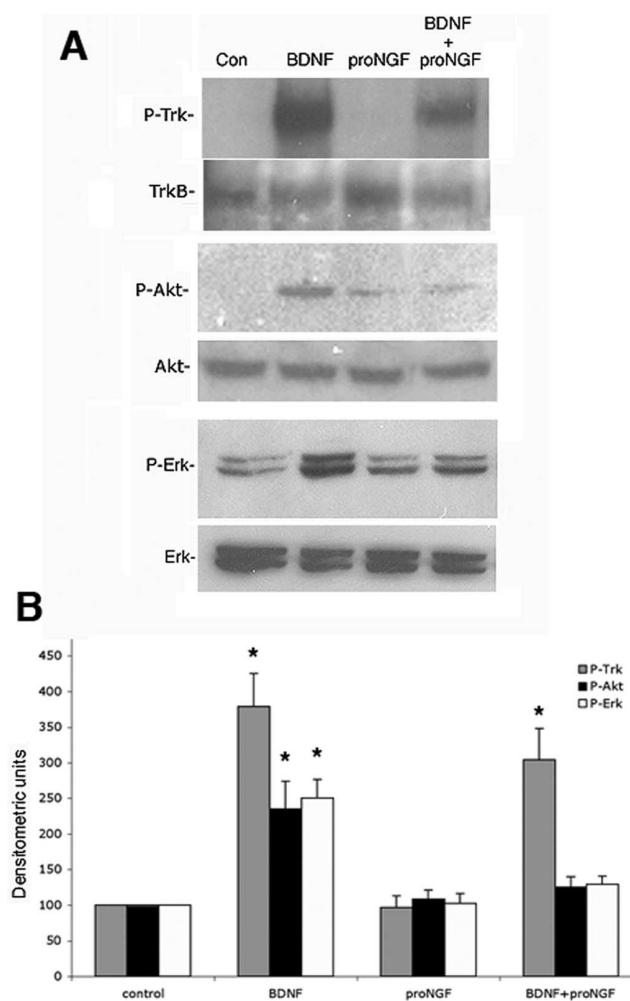 A
Con BDNF proNGF BDNF
+
proNGF
P-Trk-
TrkB-
P-Akt-
Akt-
P-Erk-
Erk-
B
450
400
350
300
250
200
150
100
50
0
Densitometric units
* * * *
P-Trk
P-Akt
P-Erk
control BDNF proNGF BDNF+proNGF